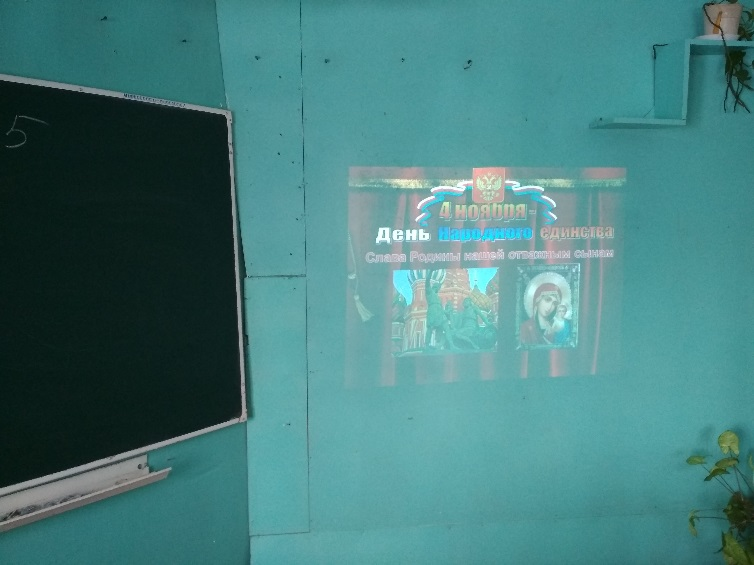 5
4 ноября -
День Народного единства
Слава Родины нашей отважным сынам